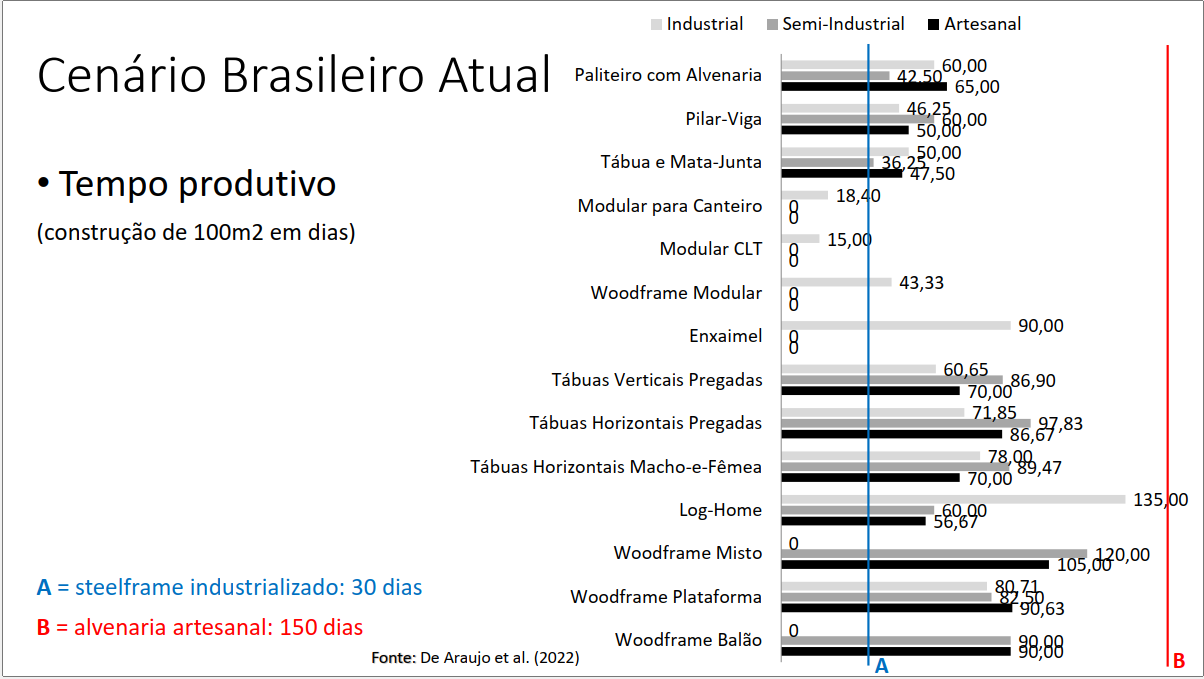 Industrial Semi-Industrial Artesanal
Cenário Brasileiro Atual
• Tempo produtivo
(construção de 100m2 em dias)
Paliteiro com Alvenaria
60,00
42,50
65,00
Pilar-Viga
46,25
60,00
50,00
Tábua e Mata-Junta
50,00
36,25
47,50
Modular para Canteiro
18,40
0
0
Modular CLT
15,00
0
0
Woodframe Modular
43,33
0
0
Enxaimel
90,00
0
0
Tábuas Verticais Pregadas
60,65
86,90
70,00
Tábuas Horizontais Pregadas
71,85
97,83
86,67
Tábuas Horizontais Macho-e-Fêmea
78,00
89,47
70,00
Log-Home
135,00
60,00
56,67
Woodframe Misto
0
120,00
105,00
Woodframe Plataforma
80,71
82,50
90,63
Woodframe Balão
0
90,00
90,00
A = steelframe industrializado: 30 dias
B = alvenaria artesanal: 150 dias
Fonte: De Araujo et al. (2022)
A
B